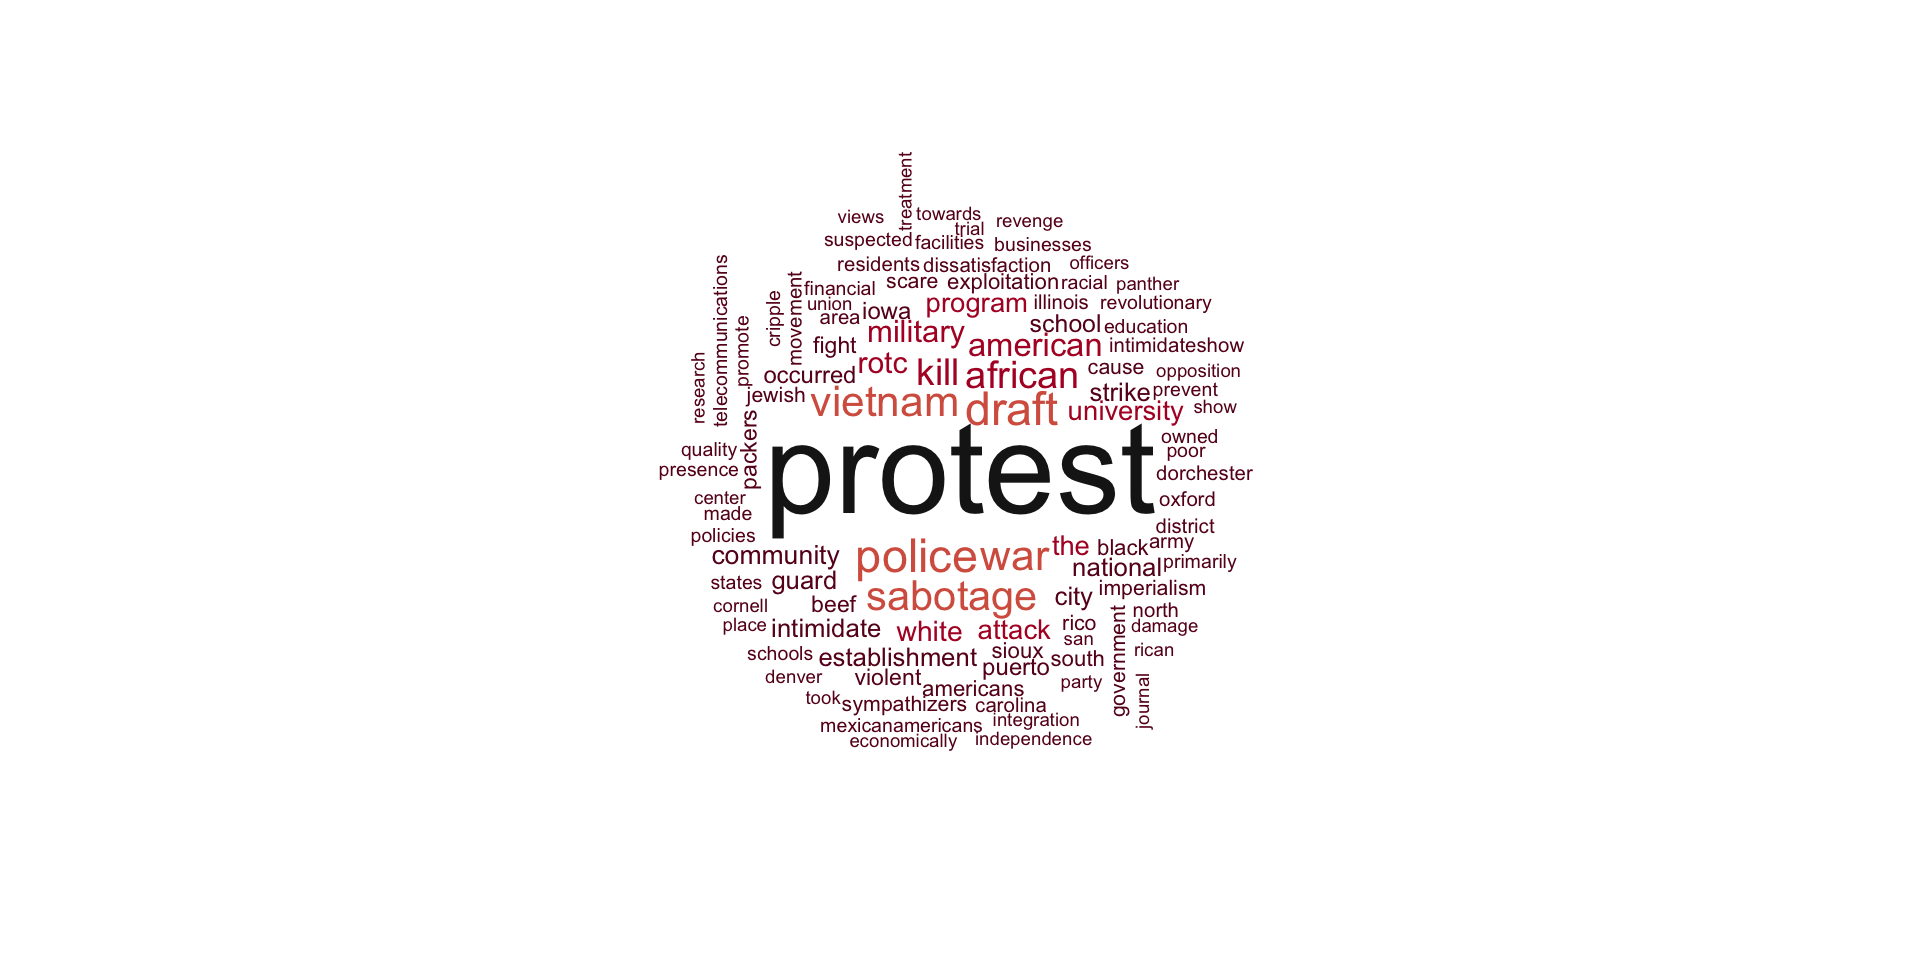 treatment
views
towards
revenge
trial
suspected
facilities
businesses
residents
dissatisfaction
officers
telecommunications
movement
financial
scare
exploitation
racial
panther
cripple
union
iowa
program
illinois
revolutionary
area
military
school
education
promote
fight
american
intimidateshow
research
occurred
rotc
kill
african
cause
opposition
jewish
vietnam
draft
strike
prevent
university
show
packers
protest
owned
poor
quality
presence
dorchester
center
made
oxford
policies
district
community
police
war
the
black
army
states
guard
national
primarily
cornell
beef
sabotage
city
imperialism
place
intimidate
white
attack
rico
san
government
north
damage
schools
establishment
sioux
puerto
south
rican
denver
violent
americans
party
journal
took
sympathizers
carolina
mexicanamericans
integration
economically
independence